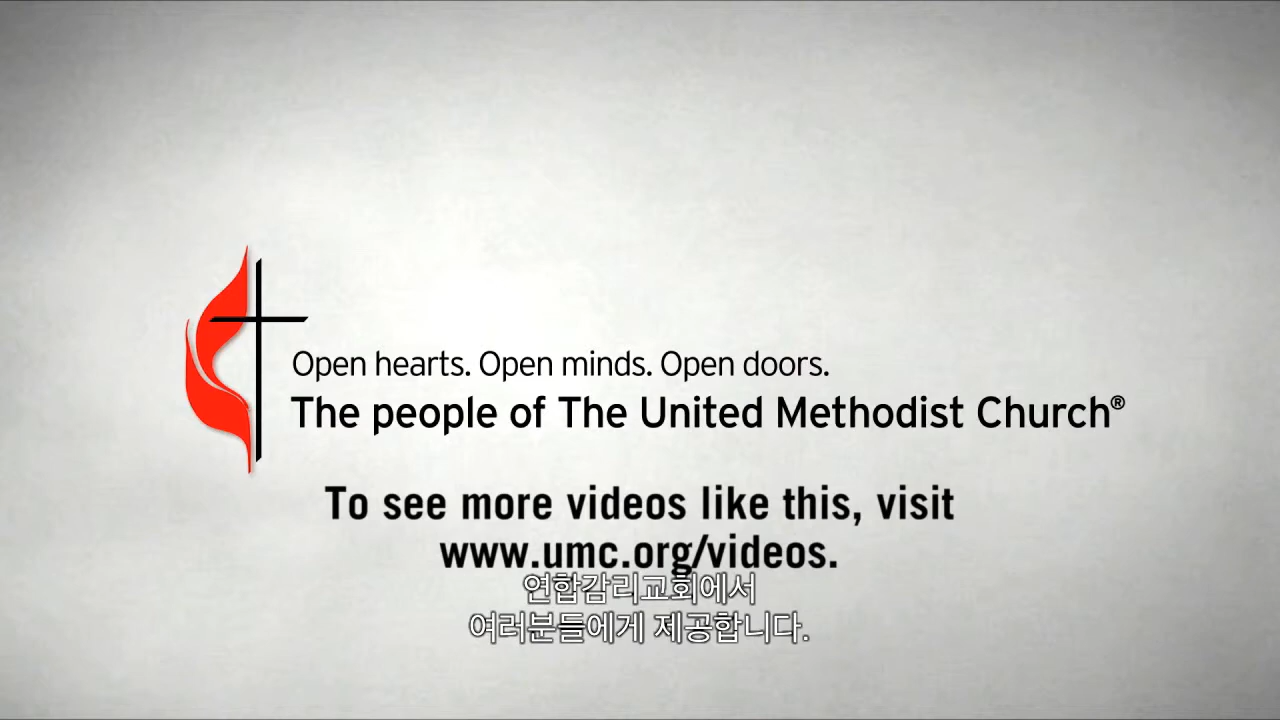 Open hearts. Open minds. Open doors.
The people of The United Methodist Church®
To see more videos like this, visit
www.umc.org/videos.
연합감리교회에서
여러분들에게 제공합니다.